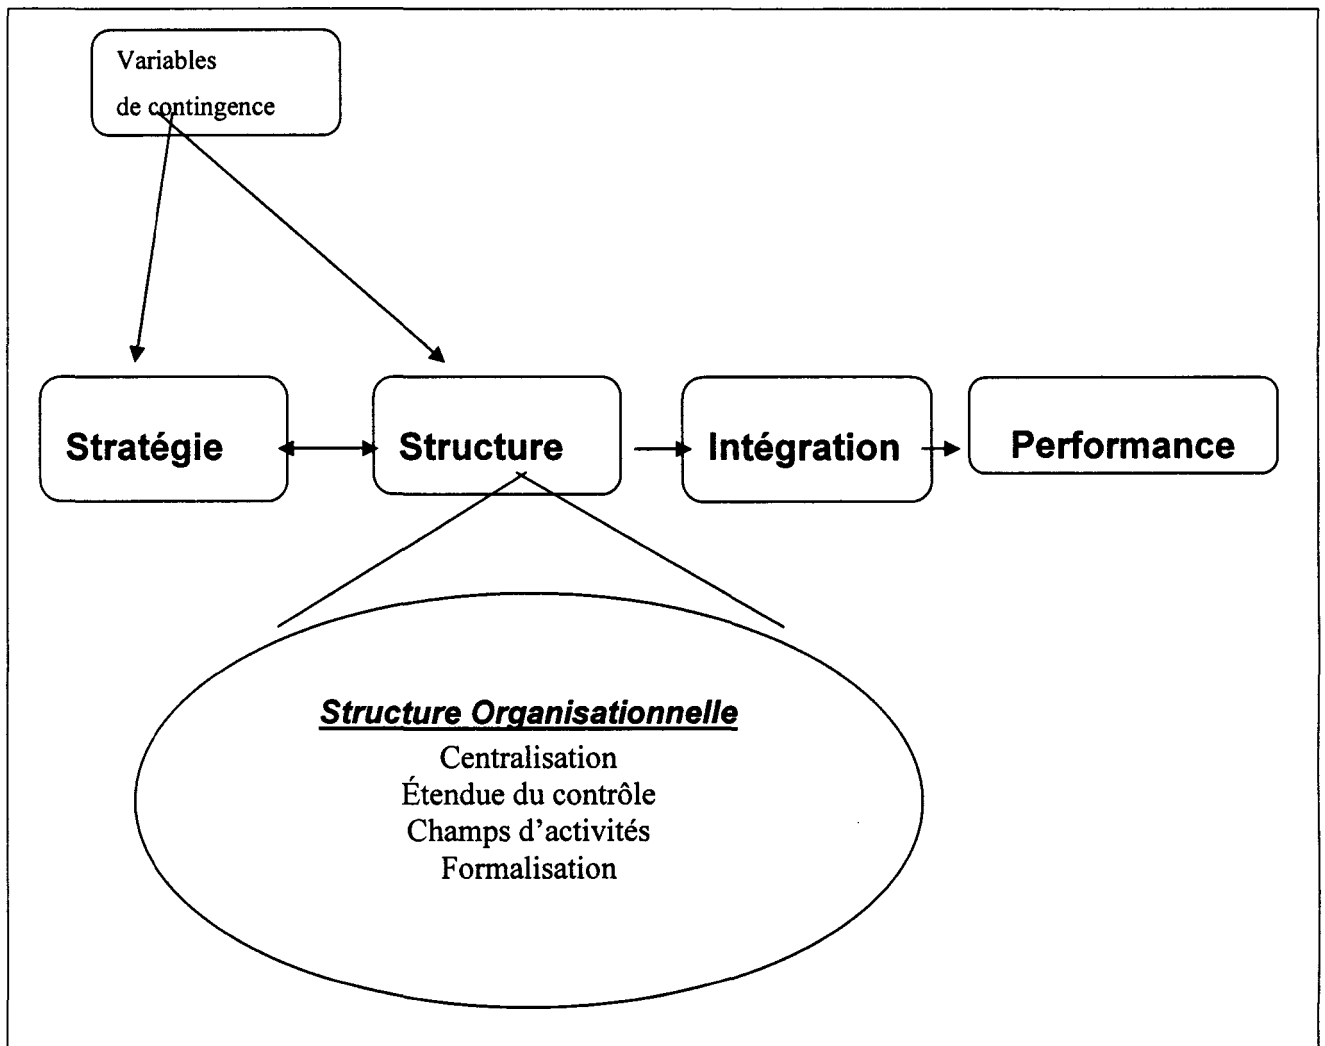 Variables
de contingence
Stratégie
Structure
Intégration
Performance
Structure Organisationnelle
Centralisation
Étendue du contrôle
Champs d'activités
Formalisation